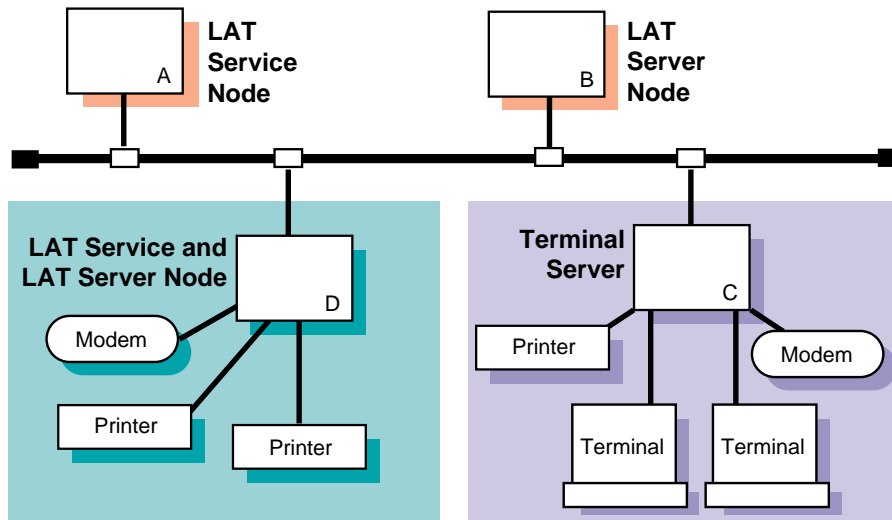 LAT
Service
Node
A
LAT
Server
Node
B
LAT Service and
LAT Server Node
D
Modem
Printer
Printer
Terminal
Server
C
Printer
Modem
Terminal
Terminal